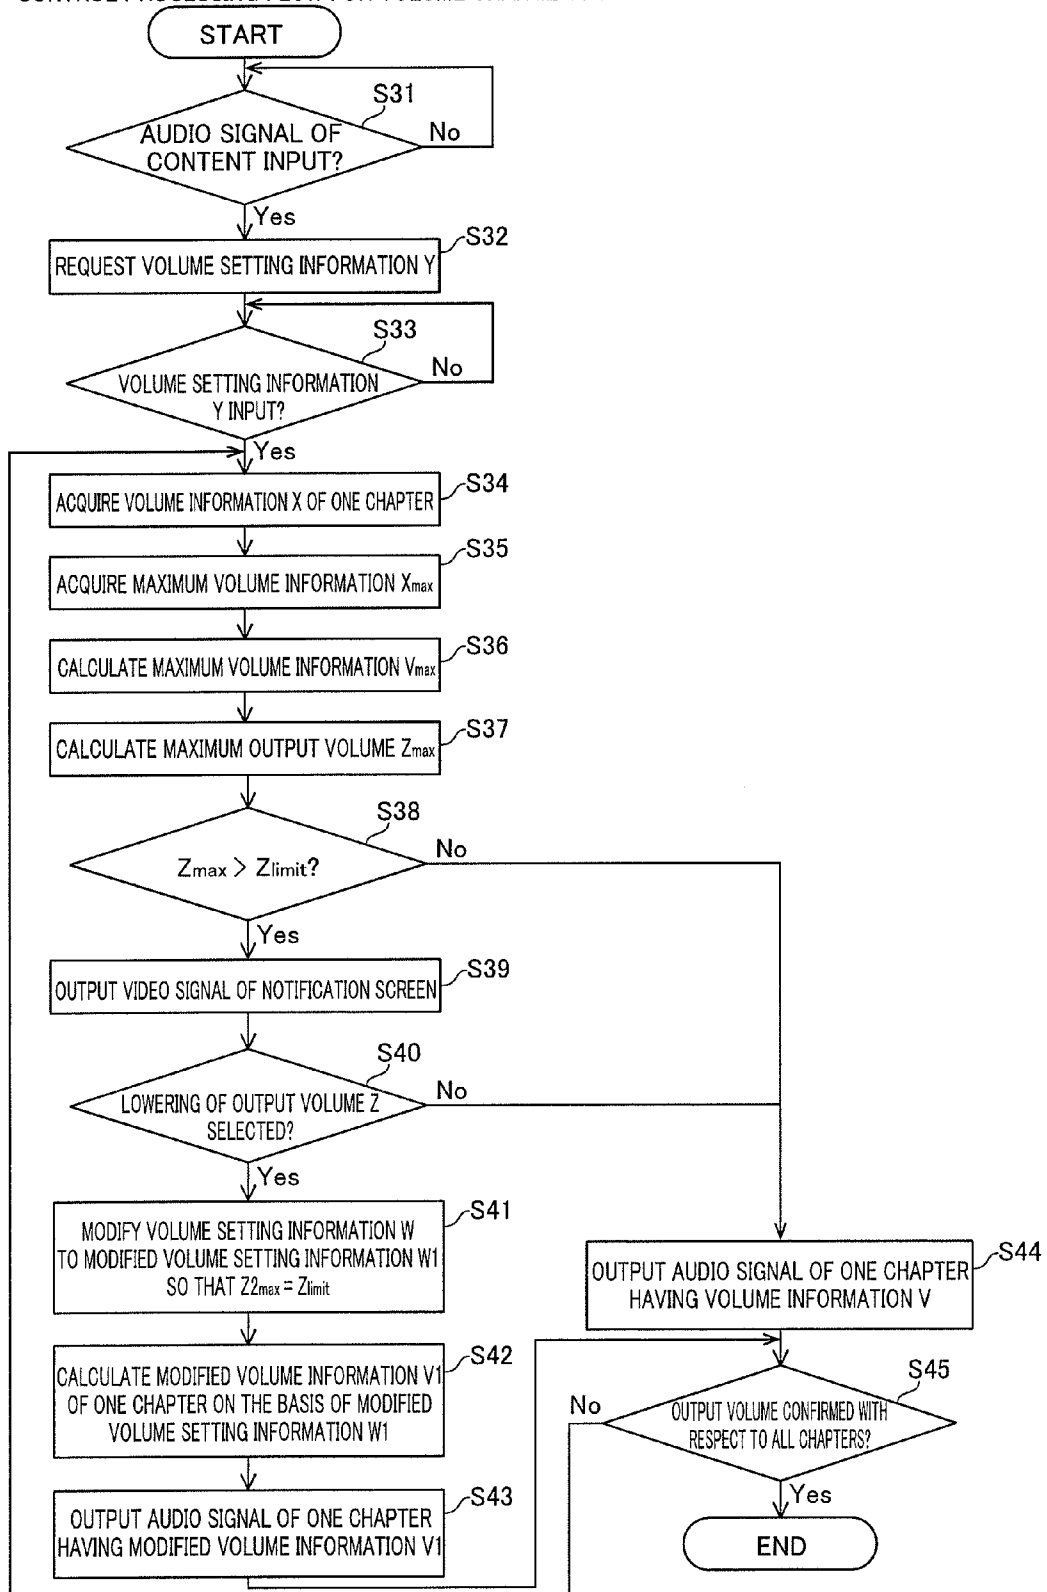 START
S31
AUDIO SIGNAL OF
CONTENT INPUT?
No
Yes
S32
REQUEST VOLUME SETTING INFORMATION Y
S33
VOLUME SETTING INFORMATION
Y INPUT?
No
Yes
S34
ACQUIRE VOLUME INFORMATION X OF ONE CHAPTER
S35
ACQUIRE MAXIMUM VOLUME INFORMATION Xmax
S36
CALCULATE MAXIMUM VOLUME INFORMATION Vmax
S37
CALCULATE MAXIMUM OUTPUT VOLUME Zmax
S38
Zmax > Zlimit?
No
Yes
S39
OUTPUT VIDEO SIGNAL OF NOTIFICATION SCREEN
S40
LOWERING OF OUTPUT VOLUME Z
SELECTED?
No
Yes
S41
MODIFY VOLUME SETTING INFORMATION W
TO MODIFIED VOLUME SETTING INFORMATION W1
SO THAT Z2max = Zlimit
S42
CALCULATE MODIFIED VOLUME INFORMATION V1
OF ONE CHAPTER ON THE BASIS OF MODIFIED
VOLUME SETTING INFORMATION W1
S43
OUTPUT AUDIO SIGNAL OF ONE CHAPTER
HAVING MODIFIED VOLUME INFORMATION V1
S44
OUTPUT AUDIO SIGNAL OF ONE CHAPTER
HAVING VOLUME INFORMATION V
S45
OUTPUT VOLUME CONFIRMED WITH
RESPECT TO ALL CHAPTERS?
No
Yes
END